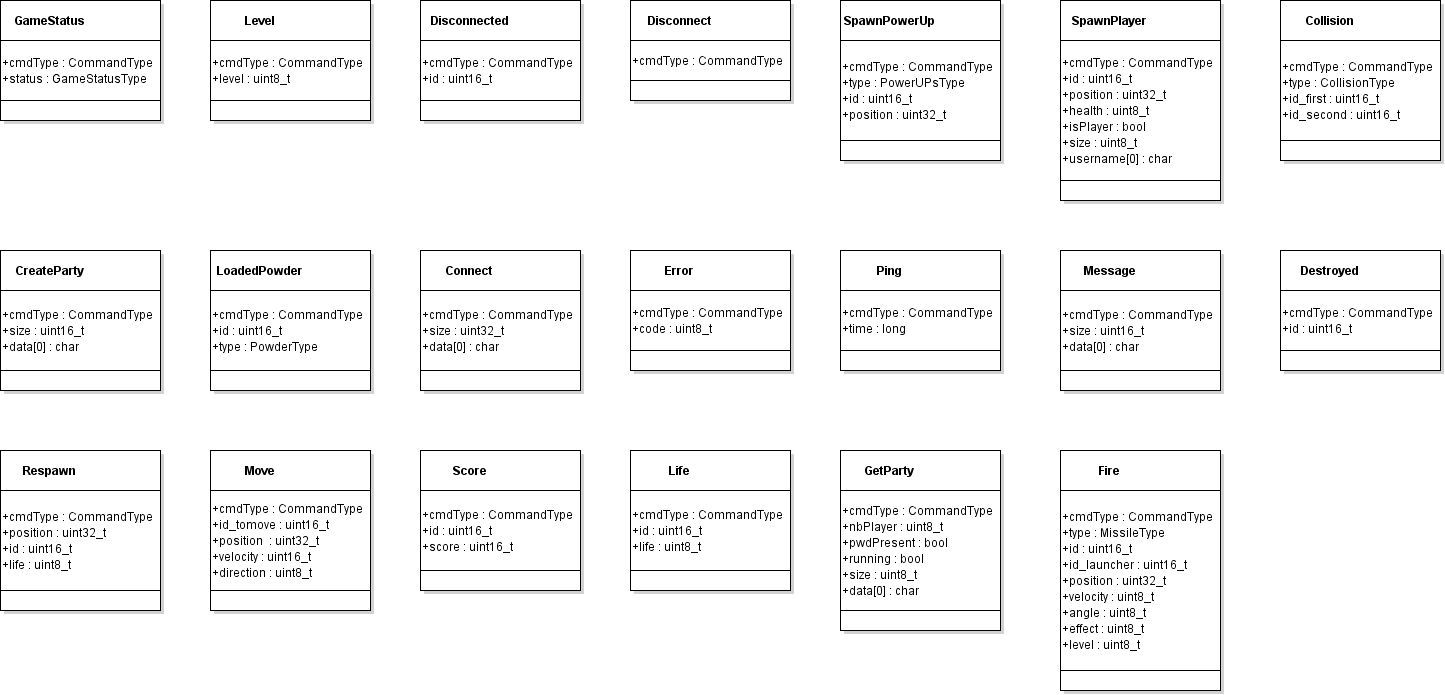 GameStatus
+cmdType : CommandType
+status : GameStatusType
Level
+cmdType : CommandType
+level : uint8_t
Disconnected
+cmdType : CommandType
+id : uint16_t
Disconnect
+cmdType : CommandType
SpawnPowerUp
+cmdType : CommandType
+type : PowerUPsType
+id : uint16_t
+position : uint32_t
SpawnPlayer
+cmdType : CommandType
+id : uint16_t
+position : uint32_t
+health : uint8_t
+isPlayer : bool
+size : uint8_t
+username[0] : char
Collision
+cmdType : CommandType
+type : CollisionType
+id_first : uint16_t
+id_second : uint16_t
CreateParty
+cmdType : CommandType
+size : uint16_t
+data[0] : char
LoadedPowder
+cmdType : CommandType
+id : uint16_t
+type : PowderType
Connect
+cmdType : CommandType
+size : uint32_t
+data[0] : char
Error
+cmdType : CommandType
+code : uint8_t
Ping
+cmdType : CommandType
+time : long
Message
+cmdType : CommandType
+size : uint16_t
+data[0] : char
Destroyed
+cmdType : CommandType
+id : uint16_t
Respawn
+cmdType : CommandType
+position : uint32_t
+id : uint16_t
+life : uint8_t
Move
+cmdType : CommandType
+id_tomove : uint16_t
+position : uint32_t
+velocity : uint16_t
+direction : uint8_t
Score
+cmdType : CommandType
+id : uint16_t
+score : uint16_t
Life
+cmdType : CommandType
+id : uint16_t
+life : uint8_t
GetParty
+cmdType : CommandType
+nbPlayer : uint8_t
+pwdPresent : bool
+running : bool
+size : uint8_t
+data[0] : char
Fire
+cmdType : CommandType
+type : MissileType
+id : uint16_t
+id_launcher : uint16_t
+position : uint32_t
+velocity : uint8_t
+angle : uint8_t
+effect : uint8_t
+level : uint8_t